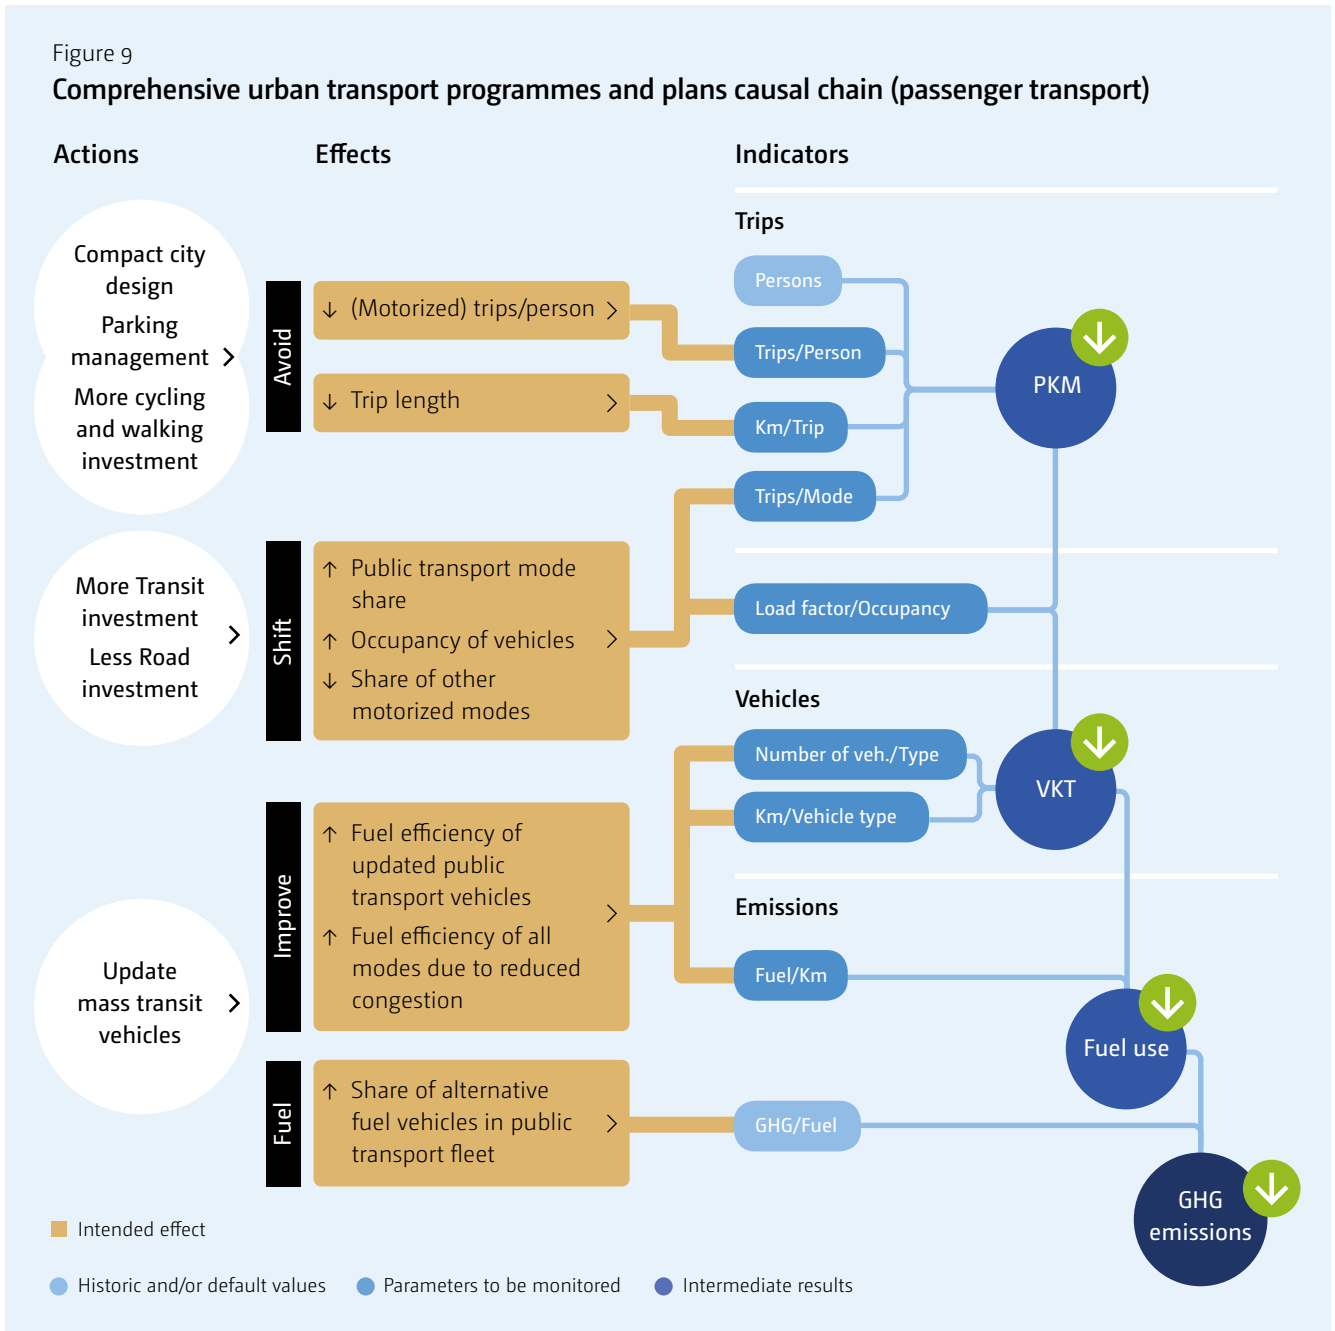 Figure 9
Comprehensive urban transport programmes and plans causal chain (passenger transport)
Actions
Effects
Indicators
Compact city
design
Parking
management
More cycling
and walking
investment
Avoid
↓ (Motorized) trips/person
↓ Trip length
Trips
Persons
Trips/Person
Km/Trip
Trips/Mode
PKM
More Transit
investment
Less Road
investment
Shift
↑ Public transport mode
share
↑ Occupancy of vehicles
↓ Share of other
motorized modes
Load factor/Occupancy
Vehicles
Number of veh./Type
Km/Vehicle type
VKT
Update
mass transit
vehicles
Improve
↑ Fuel efficiency of
updated public
transport vehicles
↑ Fuel efficiency of all
modes due to reduced
congestion
Emissions
Fuel/Km
Fuel use
Fuel
↑ Share of alternative
fuel vehicles in public
transport fleet
GHG/Fuel
GHG
emissions
Intended effect
Historic and/or default values
Parameters to be monitored
Intermediate results